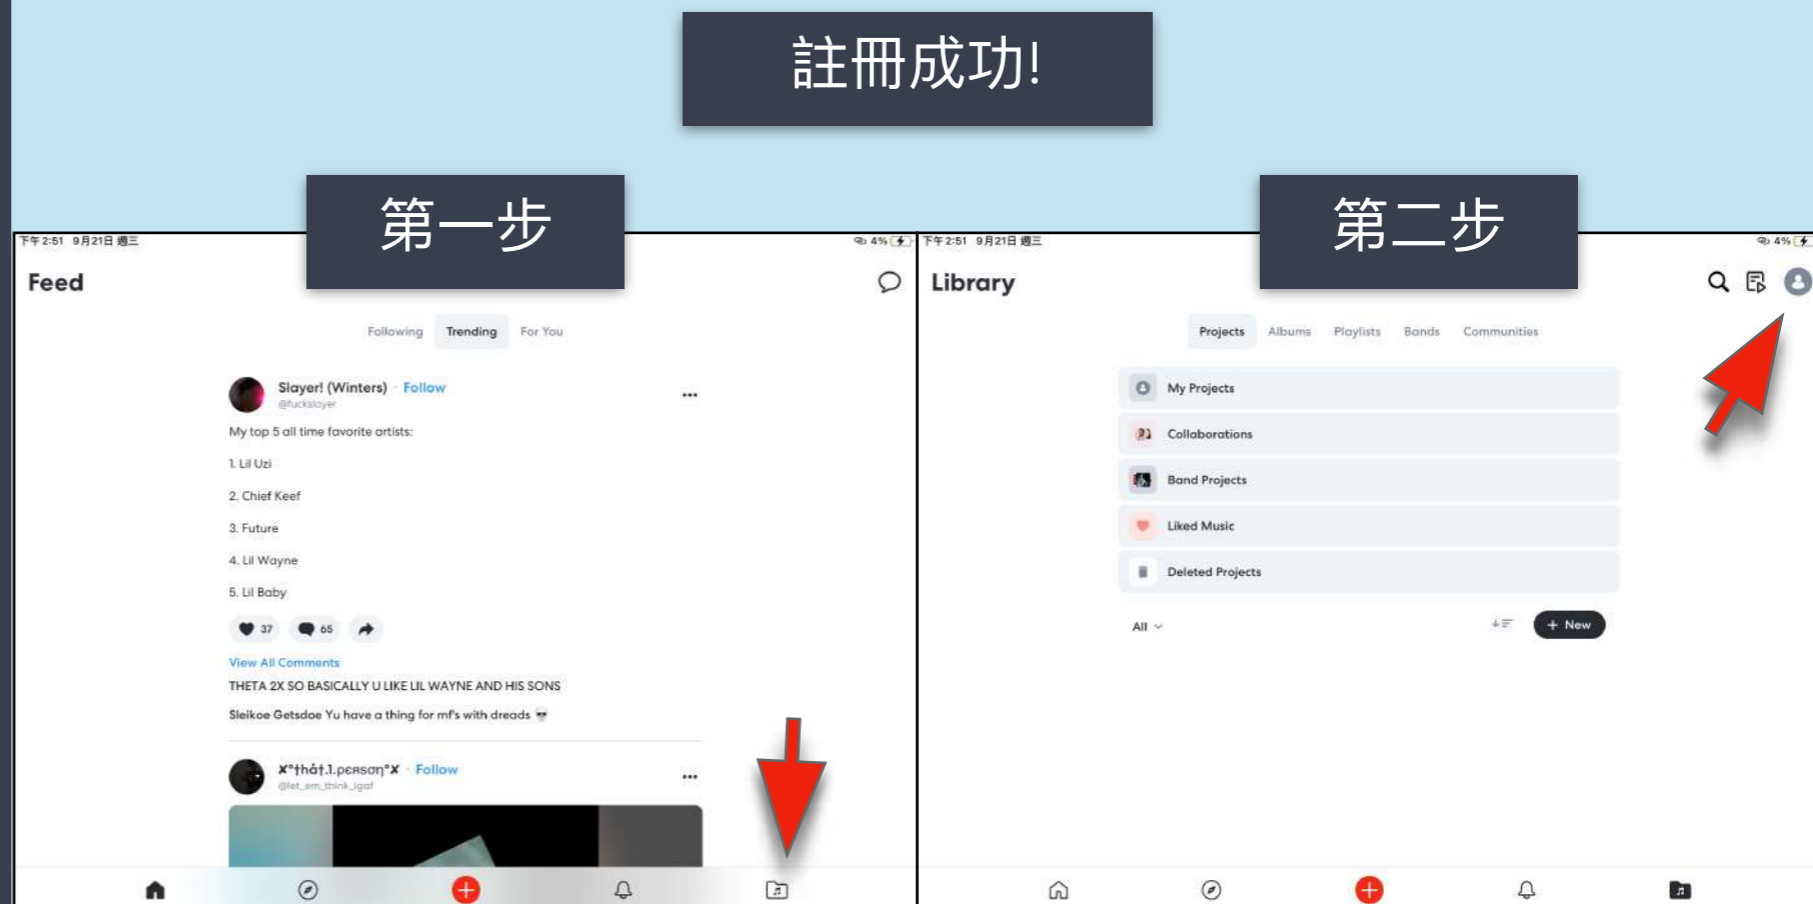 註冊成功!
第一步
下午2:51 9月21日 週三
4%
Feed
Following Trending For You
Slayer! (Winters) · Follow
@fuckslayer
My top 5 all time favorite artists:
1. Lil Uzi
2. Chief Keef
3. Future
4. Lil Wayne
5. Lil Baby
37 65
View All Comments
THETA 2X SO BASICALLY U LIKE LIL WAYNE AND HIS SONS
Sleikoe Getsdoe Yu have a thing for mf's with dreads 💀
· Follow
@let_em_think_igaf
第二步
下午2:51 9月21日 週三
4%
Library
Projects Albums Playlists Bands Communities
My Projects
Collaborations
Band Projects
Liked Music
Deleted Projects
All
+ New